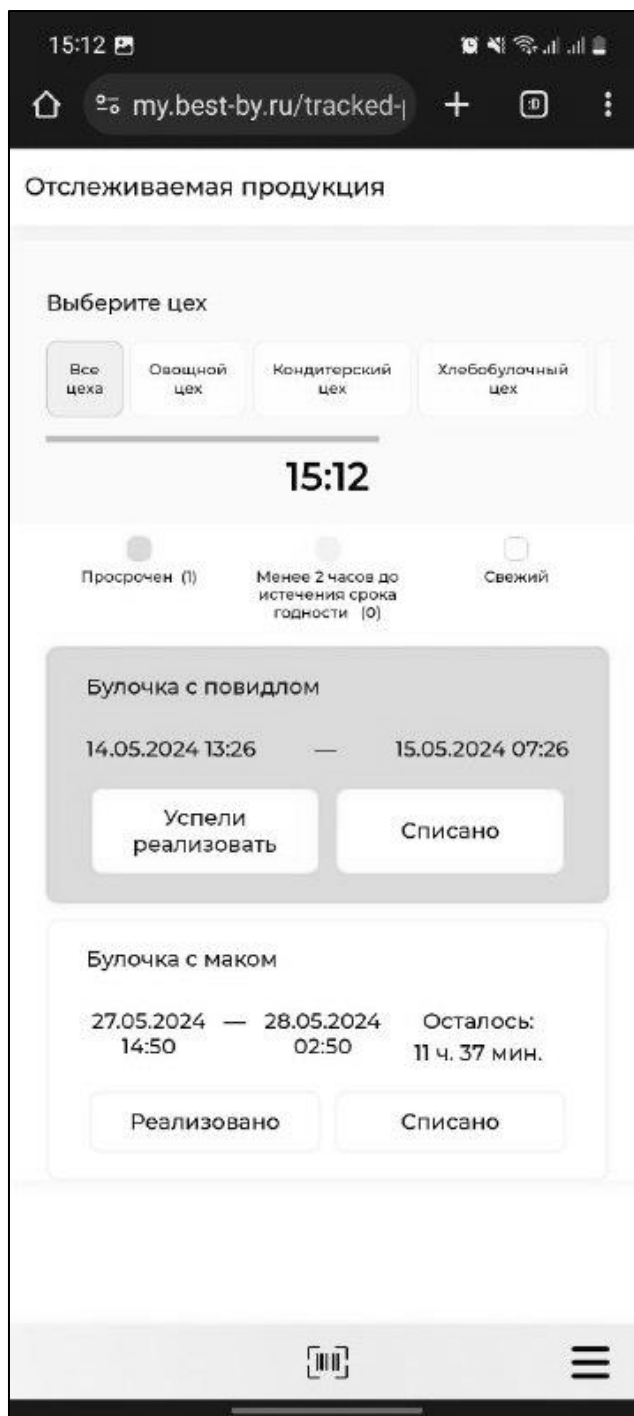 15:12
my.best-by.ru/tracked-
Отслеживаемая продукция
Выберите цех
Все
цеха
Овощной
цех
Кондитерский
цех
Хлебобулочный
цех
15:12
Просрочен (1)
Менее 2 часов до
истечения срока
годности (0)
Свежий
Булочка с повидлом
14.05.2024 13:26 — 15.05.2024 07:26
Успели
реализовать
Списано
Булочка с маком
27.05.2024
14:50
—
28.05.2024
02:50
Осталось:
11 ч. 37 мин.
Реализовано
Списано